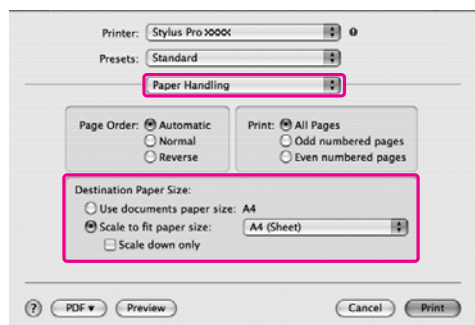 Printer: Stylus Pro XXXX
Presets: Standard
Paper Handling
Page Order: Automatic
Normal
Reverse
Print: All Pages
Odd numbered pages
Even numbered pages
Destination Paper Size:
Use documents paper size: A4
Scale to fit paper size: A4 (Sheet)
Scale down only
? PDF ▼ Preview Cancel Print